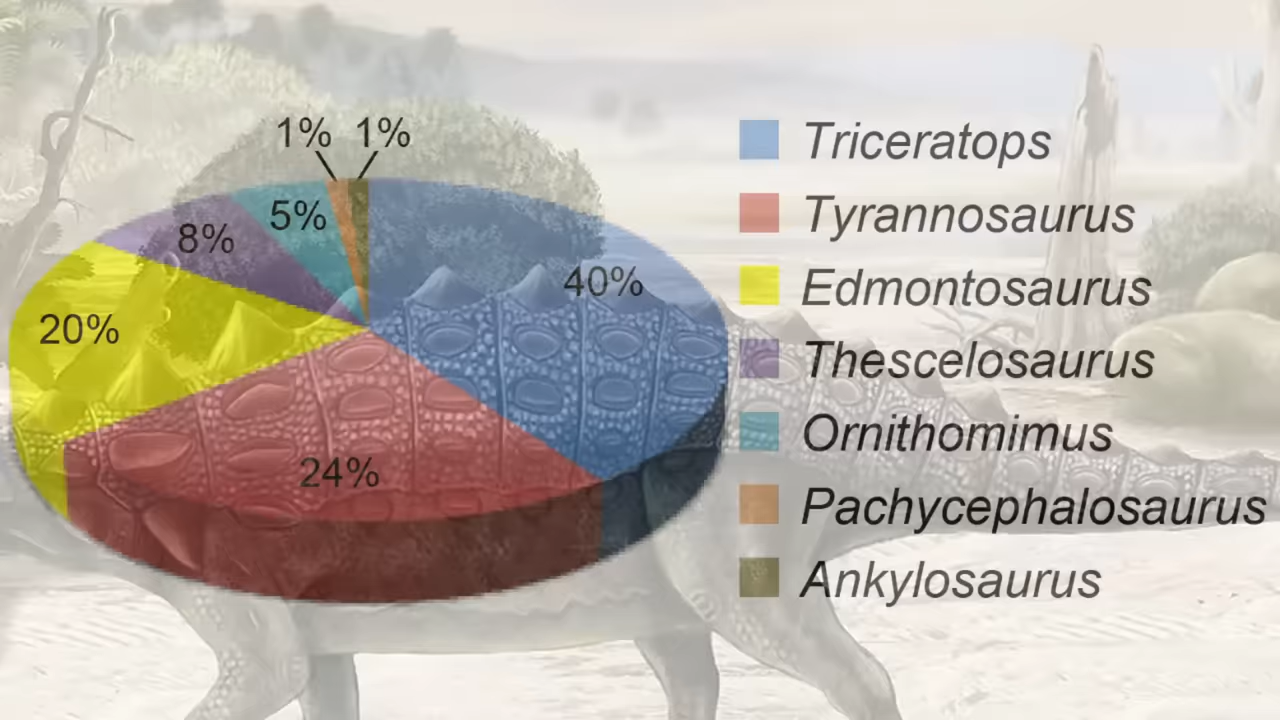 1% 1%
5%
8%
40%
20%
24%
Triceratops
Tyrannosaurus
Edmontosaurus
Thescelosaurus
Ornithomimus
Pachycephalosaurus
Ankylosaurus